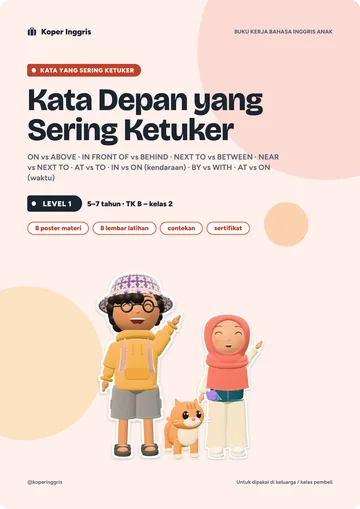 Koper Inggris
BUKU KERJA BAHASA INGGRIS ANAK
KATA YANG SERING KETUKER
Kata Depan yang
Sering Ketuker
ON vs ABOVE · IN FRONT OF vs BEHIND · NEXT TO vs BETWEEN · NEAR
vs NEXT TO · AT vs TO · IN vs ON (kendaraan) · BY vs WITH · AT vs ON
(waktu)
LEVEL 1
5–7 tahun · TK B – kelas 2
8 poster materi
8 lembar latihan
contekan
sertifikat
@koperinggris
Untuk dipakai di keluarga / kelas pembeli